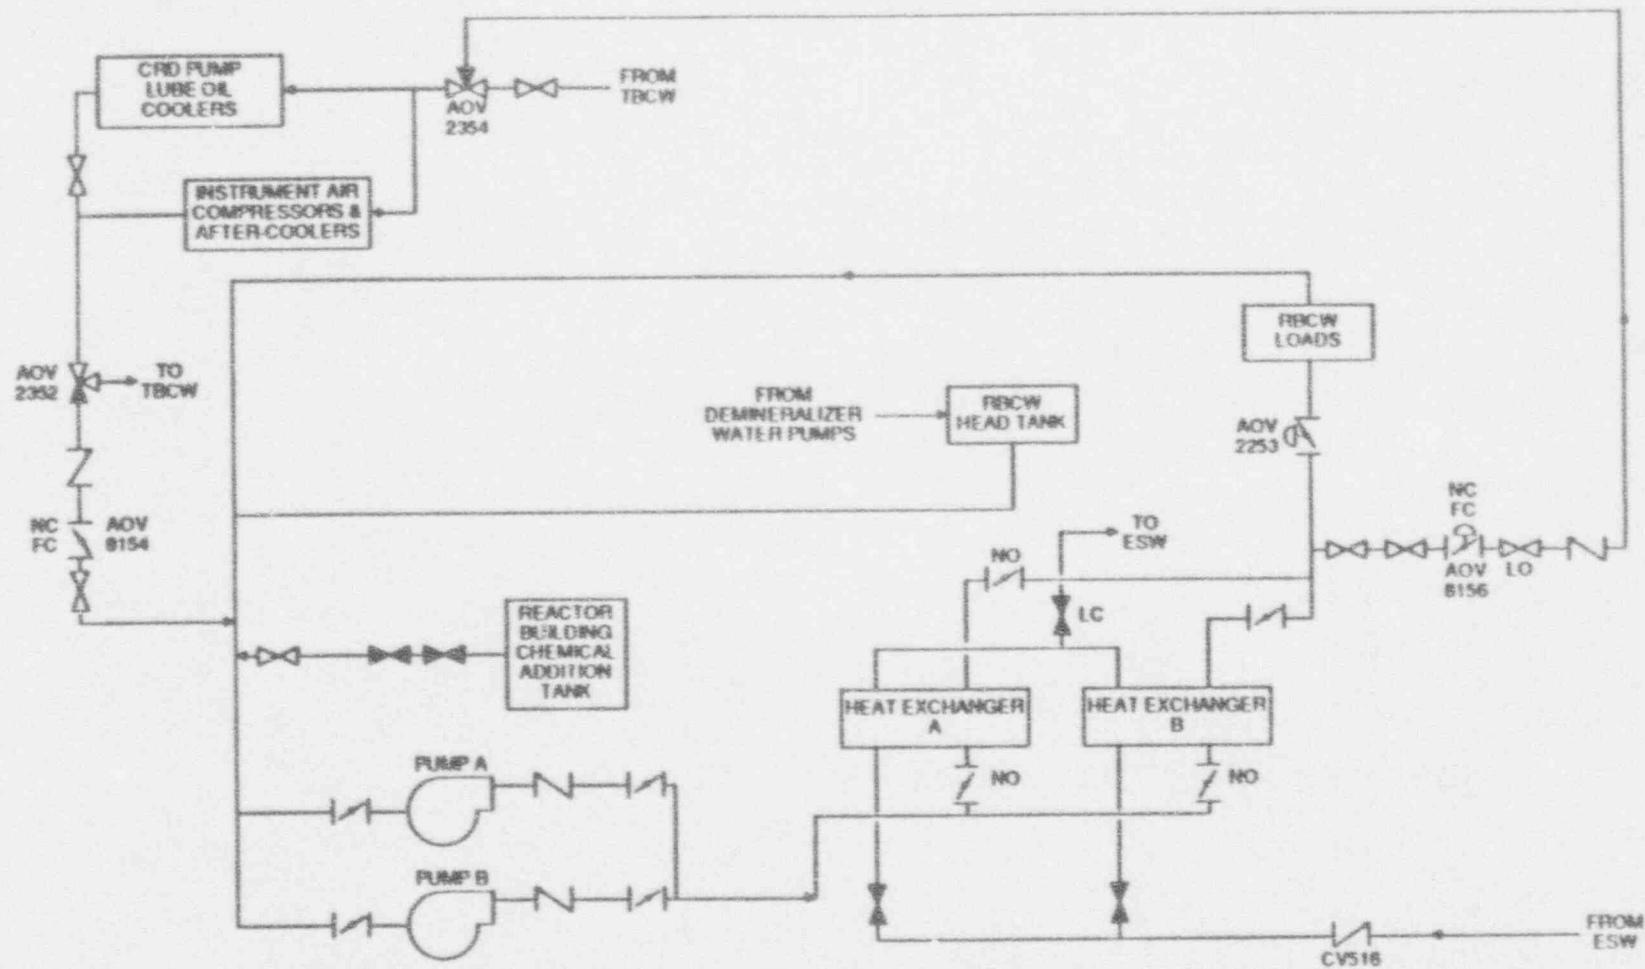 CRD PUMP
LUBE OIL
COOLERS
FROM
TBCW
AOV
2354
INSTRUMENT AIR
COMPRESSORS &
AFTER-COOLERS
RBCW
LOADS
AOV
2352
TO
TBCW
FROM
DEMINERALIZER
WATER PUMPS
RBCW
HEAD TANK
AOV
2253
NC
FC
AOV
8156
LO
NC
FC
AOV
8154
TO
ESW
NO
LC
REACTOR
BUILDING
CHEMICAL
ADDITION
TANK
HEAT EXCHANGER
A
HEAT EXCHANGER
B
NO
NO
PUMP A
PUMP B
FROM
ESW
CV516